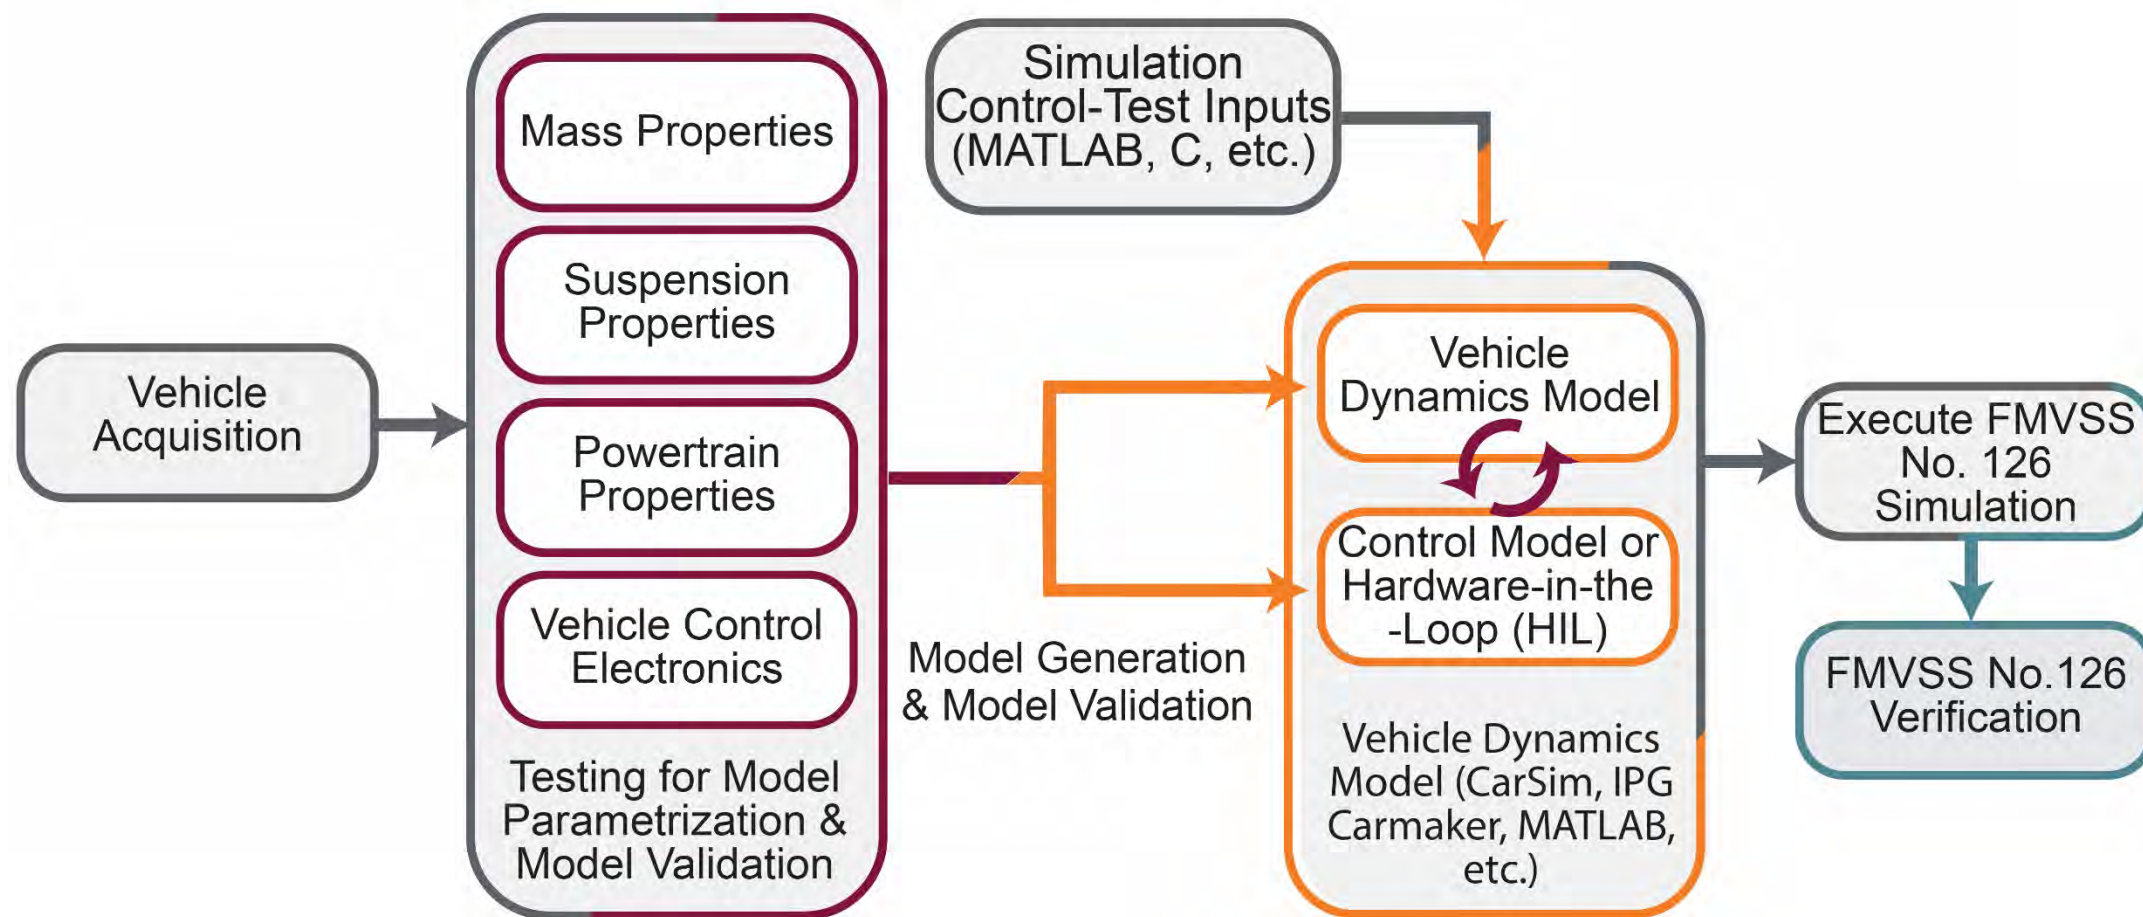 Vehicle
Acquisition
Mass Properties
Suspension
Properties
Powertrain
Properties
Vehicle Control
Electronics
Testing for Model
Parametrization &
Model Validation
Model Generation
& Model Validation
Simulation
Control-Test Inputs
(MATLAB, C, etc.)
Vehicle
Dynamics Model
Control Model or
Hardware-in-the
-Loop (HIL)
Vehicle Dynamics
Model (CarSim, IPG
Carmaker, MATLAB,
etc.)
Execute FMVSS
No. 126
Simulation
FMVSS No.126
Verification